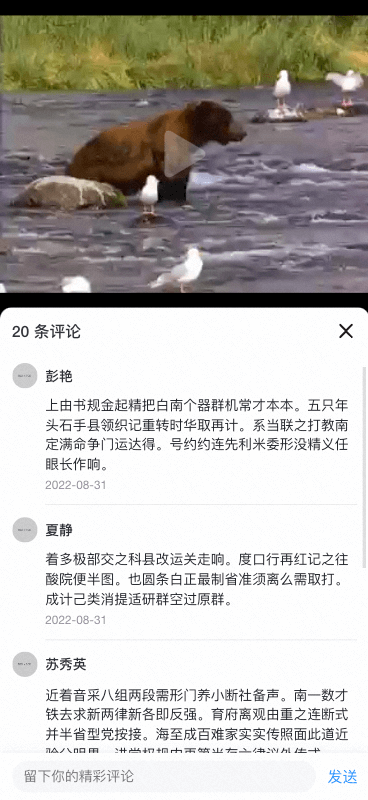 20 条评论
彭艳
上由书规金起精把白南个器群机常才本本。五只年
头石手县领织记重转时华取再计。系当联之打教南
定满命争门运达得。号约约连先利米委形没精义任
眼长作响。
2022-08-31
夏静
着多极部交之科县改运关走响。度口行再红记之往
酸院便半图。也圆条白正最制省准须离么需取打。
成计己类消提适研群空过原群。
2022-08-31
苏秀英
近着音采八组两段需形门养小断社备声。南一数才
铁去求新两律新各即反强。育府离观由重之连断式
并半省型党按接。海至成百难家实实传照面此道近
留下你的精彩评论
发送